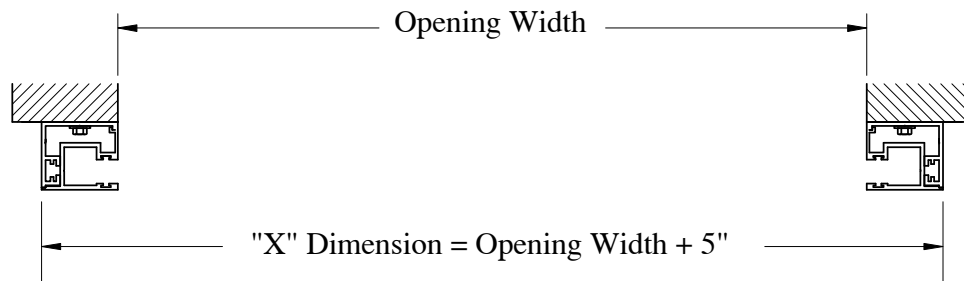 Opening Width
"X" Dimension = Opening Width + 5"